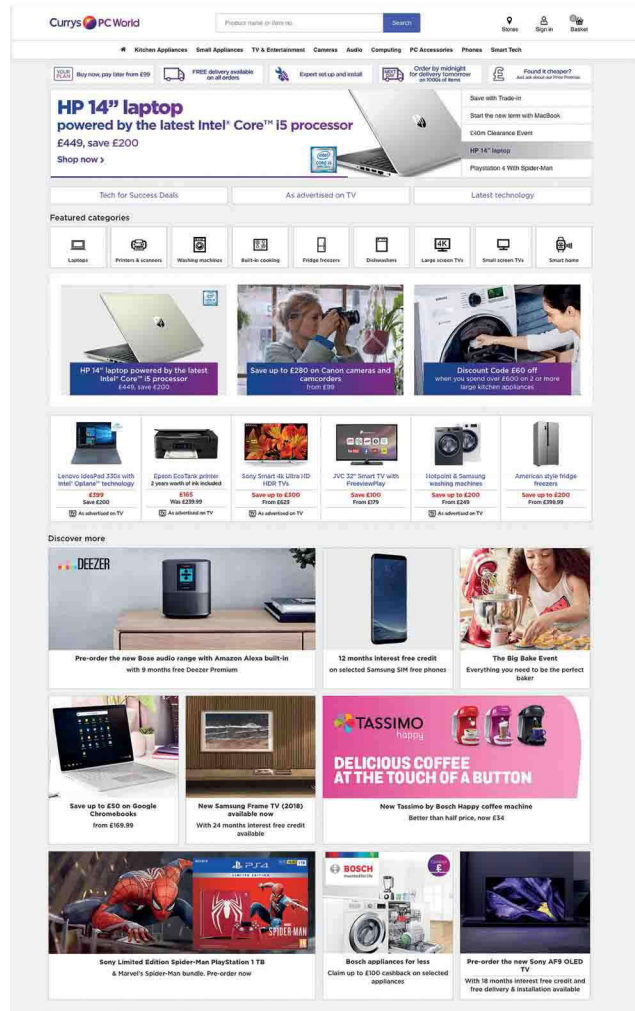 Currys PC World
Product name or item no.
Search
Stores
Sign in
Basket
Kitchen Appliances Small Appliances TV & Entertainment Cameras Audio Computing PC Accessories Phones Smart Tech
YOUR PLAN
Buy now, pay later from £99
FREE delivery available
on all orders
Expert set up and install
Order by midnight
for delivery tomorrow
on 1000s of items
Found it cheaper?
Just ask about our Price Promise
HP 14” laptop
powered by the latest Intel® Core™ i5 processor
£449, save £200
Shop now >
Save with Trade-in
Start the new term with MacBook
£40m Clearance Event
HP 14" laptop
Playstation 4 With Spider-Man
Tech for Success Deals
As advertised on TV
Latest technology
Featured categories
Laptops
Printers & scanners
Washing machines
Built-in cooking
Fridge freezers
Dishwashers
4K
Large screen TVs
Small screen TVs
Smart home
HP 14" laptop powered by the latest
Intel® Core™ i5 processor
£449, save £200
Save up to £280 on Canon cameras and
camcorders
from £99
Discount Code £60 off
when you spend over £600 on 2 or more
large kitchen appliances
Lenovo IdeaPad 330s with
Intel® Optane™ technology
£399
Save £200
As advertised on TV
Epson EcoTank printer
2 years worth of ink included
£165
Was £239.99
As advertised on TV
Sony Smart 4k Ultra HD
HDR TVs
Save up to £300
From £629
As advertised on TV
JVC 32" Smart TV with
FreeviewPlay
Save £100
From £179
Hotpoint & Samsung
washing machines
Save up to £200
From £249
As advertised on TV
American style fridge
freezers
Save up to £200
From £398.99
Discover more
DEEZER
Pre-order the new Bose audio range with Amazon Alexa built-in
with 9 months free Deezer Premium
12 months interest free credit
on selected Samsung SIM free phones
The Big Bake Event
Everything you need to be the perfect
baker
Save up to £50 on Google
Chromebooks
from £169.99
New Samsung Frame TV (2018)
available now
With 24 months interest free credit
available
TASSIMO
happy
DELICIOUS COFFEE
AT THE TOUCH OF A BUTTON
New Tassimo by Bosch Happy coffee machine
Better than half price, now £34
PS4
LIMITED EDITION
SPIDER-MAN
Sony Limited Edition Spider-Man PlayStation 1 TB
& Marvel's Spider-Man bundle. Pre-order now
BOSCH
Invented for life
£
Bosch appliances for less
Claim up to £100 cashback on selected
appliances
Pre-order the new Sony AF9 OLED
TV
With 18 months interest free credit and
free delivery & installation available